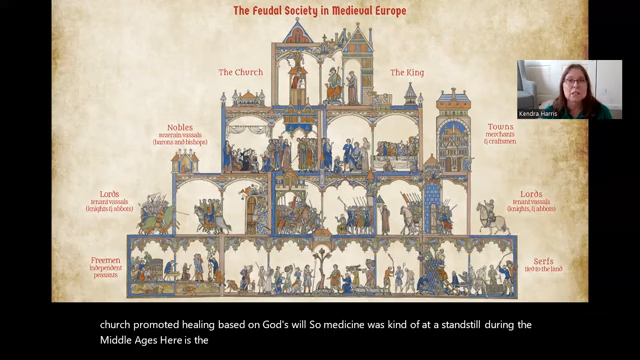 The Feudal Society in Medieval Europe
The Church
The King
Kendra Harris
Nobles
suzerain vassals
(barons and bishops)
Towns
merchants
& craftsmen
Lords
tenant vassals
(knights & abbots)
Lords
tenant vassals
(knights, & abbots)
Freemen
independent
peasants
Serfs
tied to the land
church promoted healing based on God's will So medicine was kind of at a standstill during the
Middle Ages Here is the